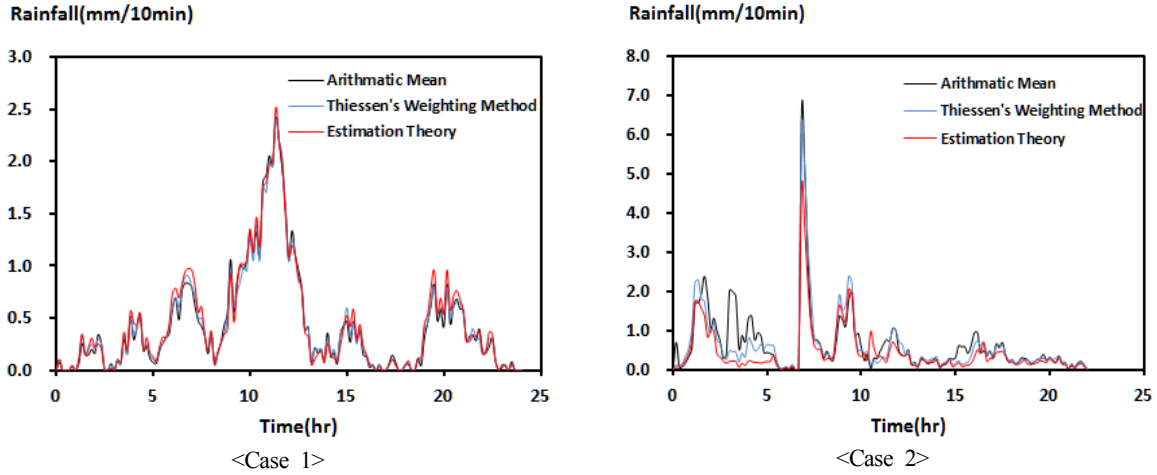 Rainfall(mm/10min)
3.0
2.5
2.0
1.5
1.0
0.5
0.0
Arithmatic Mean
Thiessen's Weighting Method
Estimation Theory
0 5 10 15 20 25
Time(hr)
<Case 1>
Rainfall(mm/10min)
8.0
7.0
6.0
5.0
4.0
3.0
2.0
1.0
0.0
Arithmatic Mean
Thiessen's Weighting Method
Estimation Theory
0 5 10 15 20 25
Time(hr)
<Case 2>